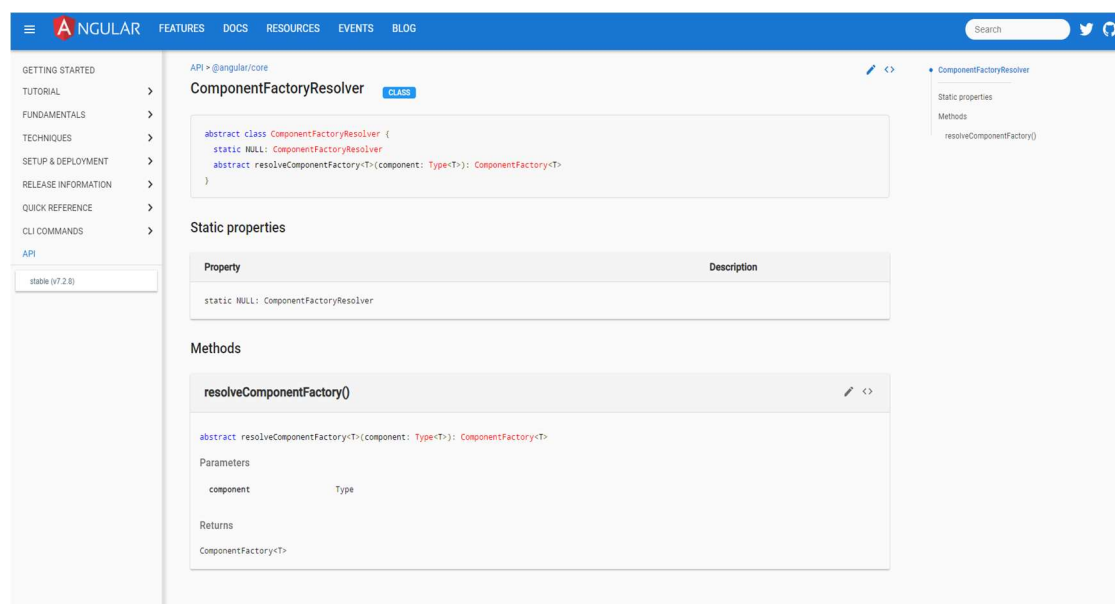 ANGULAR FEATURES DOCS RESOURCES EVENTS BLOG Search
GETTING STARTED
TUTORIAL
FUNDAMENTALS
TECHNIQUES
SETUP & DEPLOYMENT
RELEASE INFORMATION
QUICK REFERENCE
CLI COMMANDS
API
stable (v7.2.8)
API > @angular/core
ComponentFactoryResolver CLASS
abstract class ComponentFactoryResolver {
static NULL: ComponentFactoryResolver
abstract resolveComponentFactory<T>(component: Type<T>): ComponentFactory<T>
}
Static properties
Property Description
static NULL: ComponentFactoryResolver
Methods
resolveComponentFactory()
abstract resolveComponentFactory<T>(component: Type<T>): ComponentFactory<T>
Parameters
component Type
Returns
ComponentFactory<T>
ComponentFactoryResolver
Static properties
Methods
resolveComponentFactory()